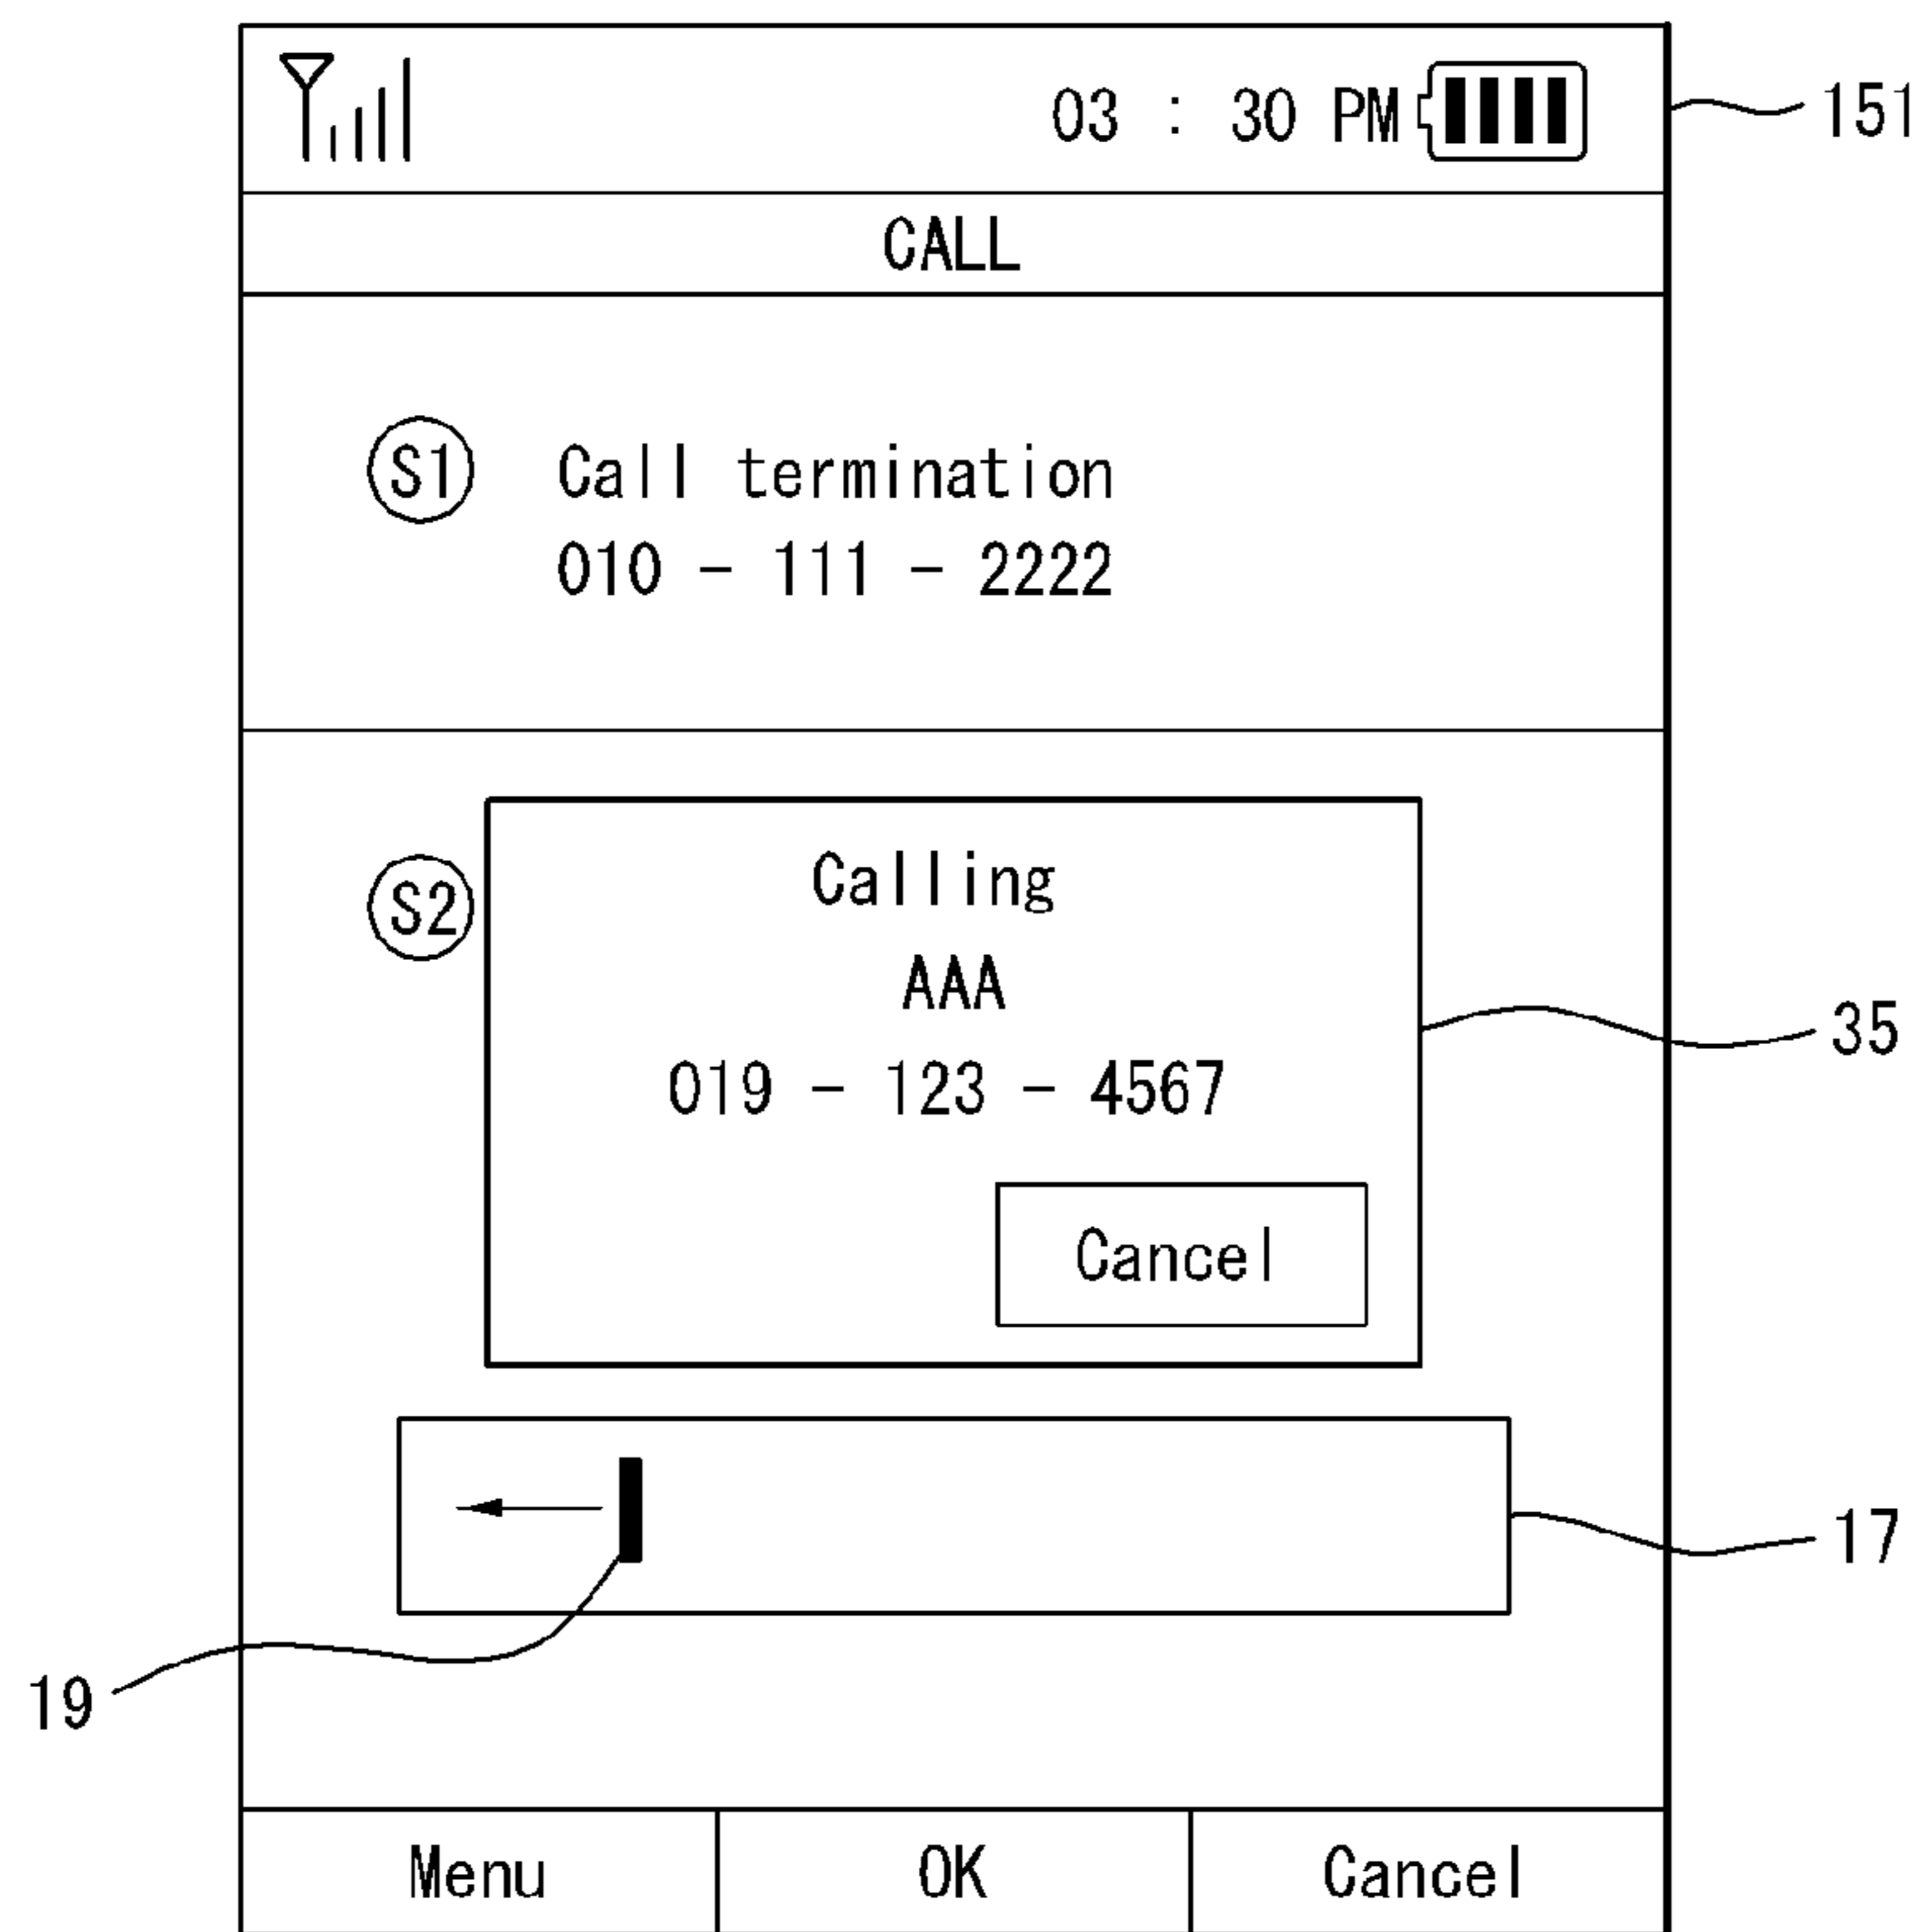 03 : 30 PM
151
CALL
S1 Call termination
010 - 111 - 2222
S2
Calling
AAA
019 - 123 - 4567
35
Cancel
17
19
Menu OK Cancel